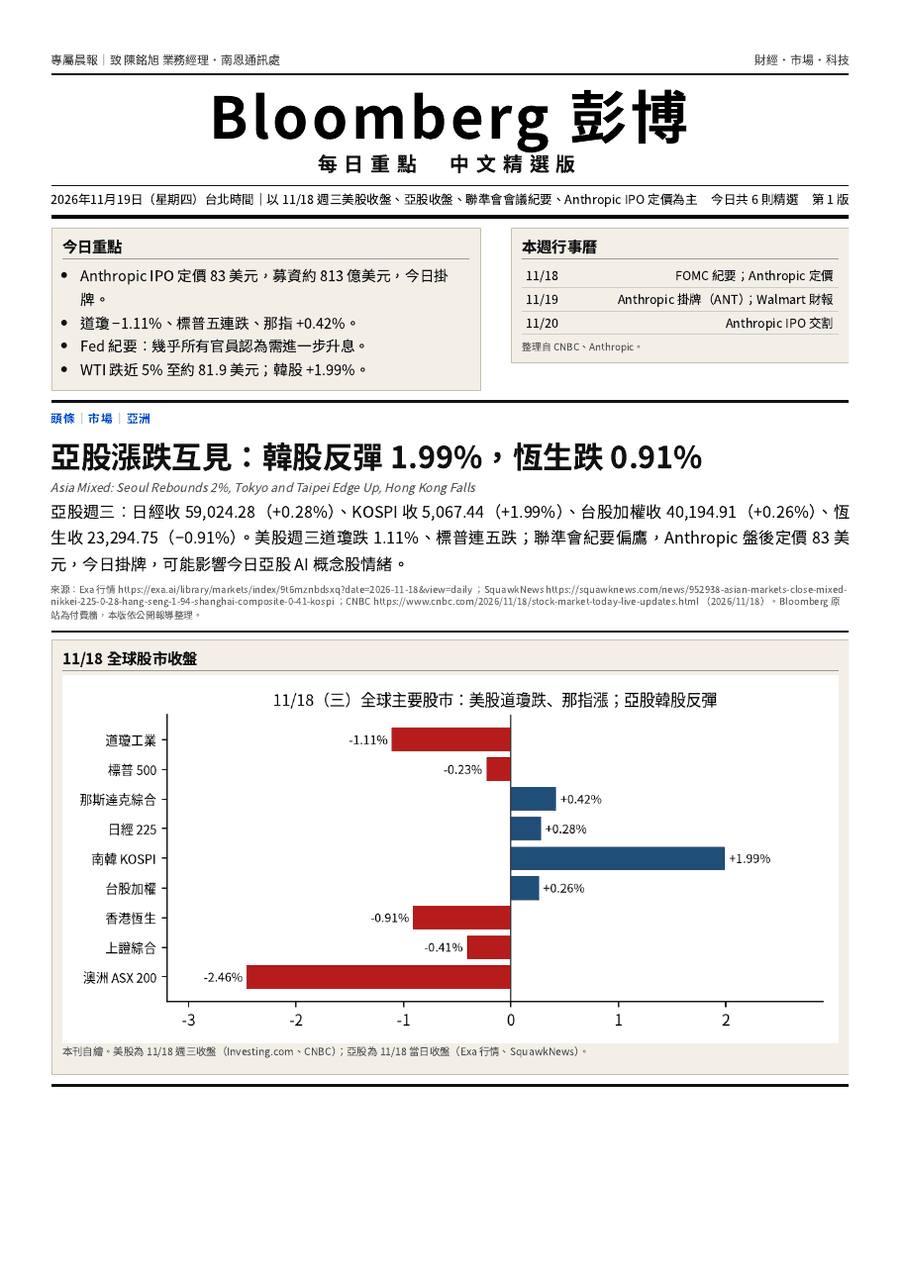 專屬晨報｜致 陳銘旭 業務經理・南恩通訊處
財經・市場・科技
Bloomberg 彭博
每日重點　中文精選版
2026年11月19日（星期四）台北時間｜以 11/18 週三美股收盤、亞股收盤、聯準會會議紀要、Anthropic IPO 定價為主　今日共 6 則精選　第 1 版
今日重點
• Anthropic IPO 定價 83 美元，募資約 813 億美元，今日掛
牌。
• 道瓊 −1.11%、標普五連跌、那指 +0.42%。
• Fed 紀要：幾乎所有官員認為需進一步升息。
• WTI 跌近 5% 至約 81.9 美元；韓股 +1.99%。
本週行事曆
11/18 FOMC 紀要；Anthropic 定價
11/19 Anthropic 掛牌（ANT）；Walmart 財報
11/20 Anthropic IPO 交割
整理自 CNBC、Anthropic。
頭條｜市場｜亞洲
亞股漲跌互見：韓股反彈 1.99%，恆生跌 0.91%
Asia Mixed: Seoul Rebounds 2%, Tokyo and Taipei Edge Up, Hong Kong Falls
亞股週三：日經收 59,024.28（+0.28%）、KOSPI 收 5,067.44（+1.99%）、台股加權收 40,194.91（+0.26%）、恆
生收 23,294.75（−0.91%）。美股週三道瓊跌 1.11%、標普連五跌；聯準會紀要偏鷹，Anthropic 盤後定價 83 美
元，今日掛牌，可能影響今日亞股 AI 概念股情緒。
來源：Exa 行情 https://exa.ai/library/markets/index/9t6mznbdsxq?date=2026-11-18&view=daily ；SquawkNews https://squawknews.com/news/952938-asian-markets-close-mixed-
nikkei-225-0-28-hang-seng-1-94-shanghai-composite-0-41-kospi ；CNBC https://www.cnbc.com/2026/11/18/stock-market-today-live-updates.html （2026/11/18）。Bloomberg 原
站為付費牆，本版依公開報導整理。
11/18 全球股市收盤
11/18（三）全球主要股市：美股道瓊跌、那指漲；亞股韓股反彈
道瓊工業 -1.11%
標普 500 -0.23%
那斯達克綜合 +0.42%
日經 225 +0.28%
南韓 KOSPI +1.99%
台股加權 +0.26%
香港恆生 -0.91%
上證綜合 -0.41%
澳洲 ASX 200 -2.46%
-3 -2 -1 0 1 2
本刊自繪。美股為 11/18 週三收盤（Investing.com、CNBC）；亞股為 11/18 當日收盤（Exa 行情、SquawkNews）。